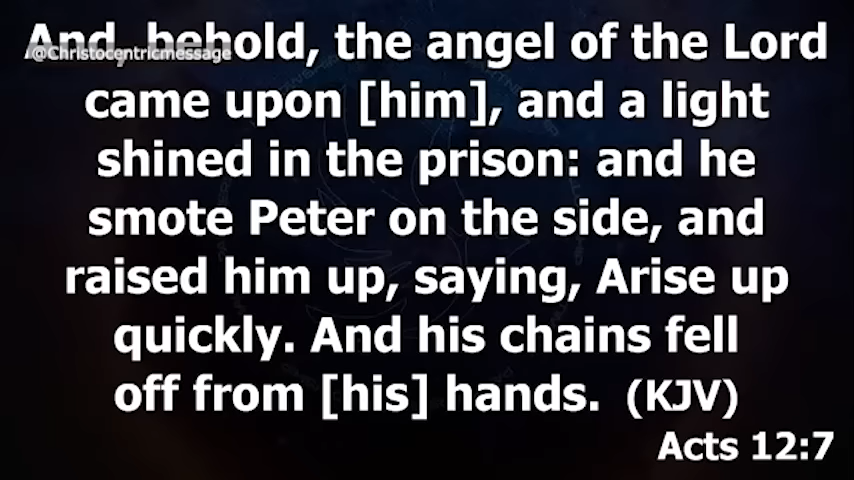 And, behold, the angel of the Lord
@Christocentricmessage
came upon [him], and a light
shined in the prison: and he
smote Peter on the side, and
raised him up, saying, Arise up
quickly. And his chains fell
off from [his] hands. (KJV)
Acts 12:7